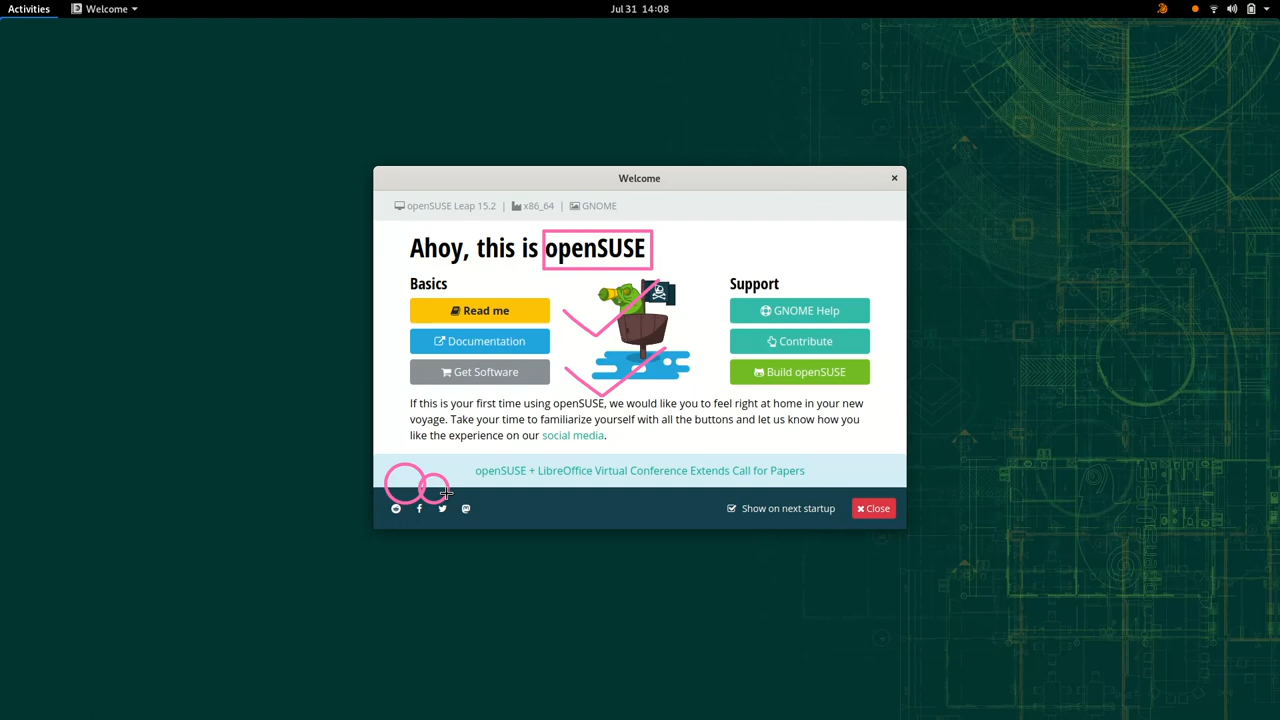 Activities Welcome Jul 31 14:08
Welcome
openSUSE Leap 15.2 | x86_64 | GNOME
Ahoy, this is openSUSE
Basics Support
Read me GNOME Help
Documentation Contribute
Get Software Build openSUSE
If this is your first time using openSUSE, we would like you to feel right at home in your new
voyage. Take your time to familiarize yourself with all the buttons and let us know how you
like the experience on our social media.
openSUSE + LibreOffice Virtual Conference Extends Call for Papers
Show on next startup Close